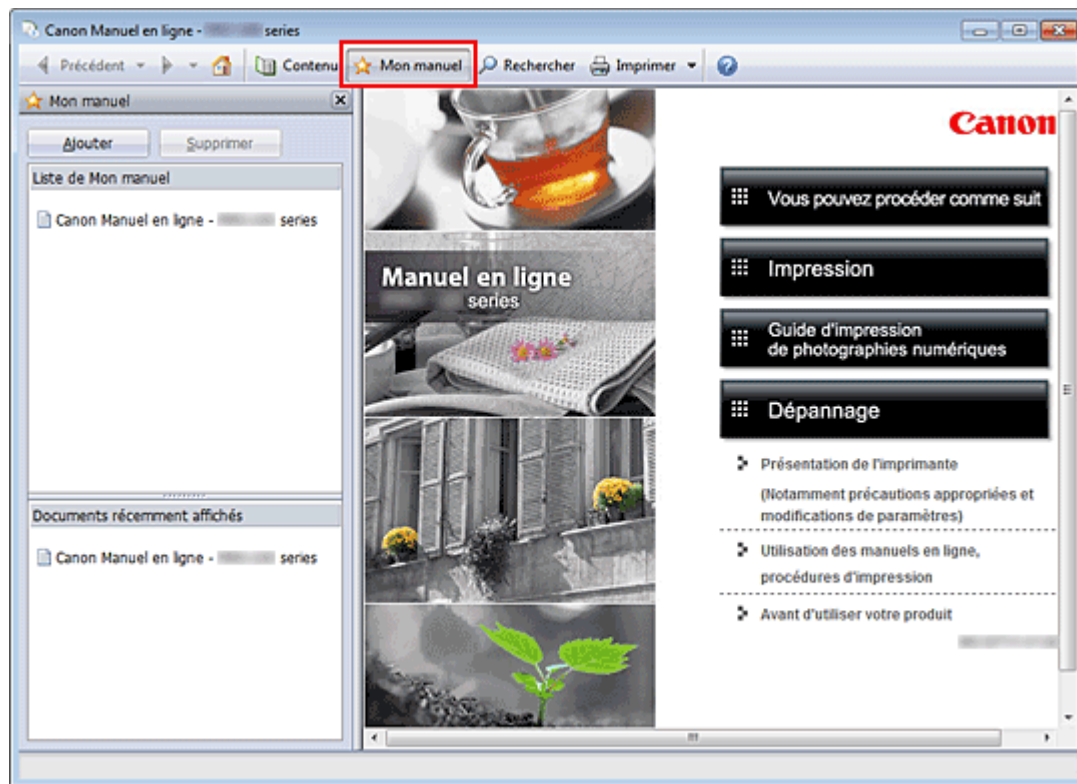 Canon Manuel en ligne - series
Précédent Contenu Mon manuel Rechercher Imprimer
Mon manuel
Ajouter Supprimer
Liste de Mon manuel
Canon Manuel en ligne - series
Documents récemment affichés
Canon Manuel en ligne - series
Manuel en ligne
series
Canon
Vous pouvez procéder comme suit
Impression
Guide d'impression
de photographies numériques
Dépannage
Présentation de l'imprimante
(Notamment précautions appropriées et
modifications de paramètres)
Utilisation des manuels en ligne,
procédures d'impression
Avant d'utiliser votre produit